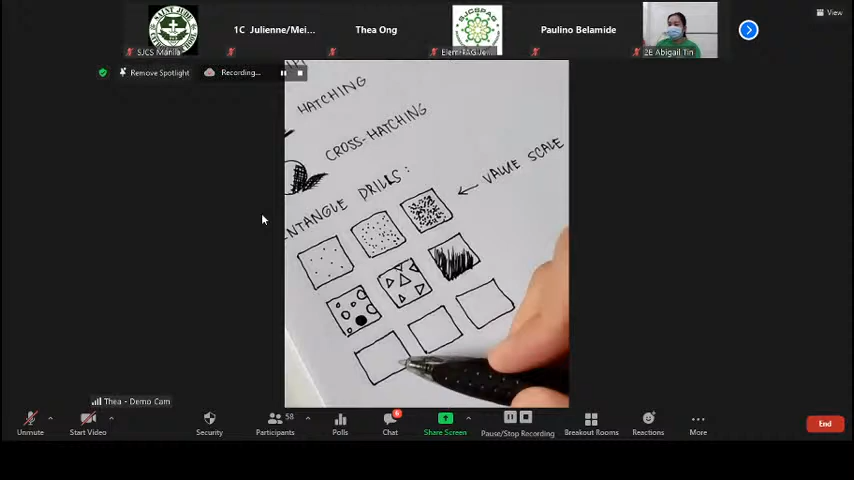 View
1C Julienne/Mei...
Thea Ong
Paulino Belamide
SJCS Manila
2E Abigail Tin
Remove Spotlight
Recording...
HATCHING
CROSS-HATCHING
ENTANGLE DRILLS:
← VALUE SCALE
Thea - Demo Cam
58
6
Unmute
Start Video
Security
Participants
Polls
Chat
Share Screen
Pause/Stop Recording
Breakout Rooms
Reactions
More
End